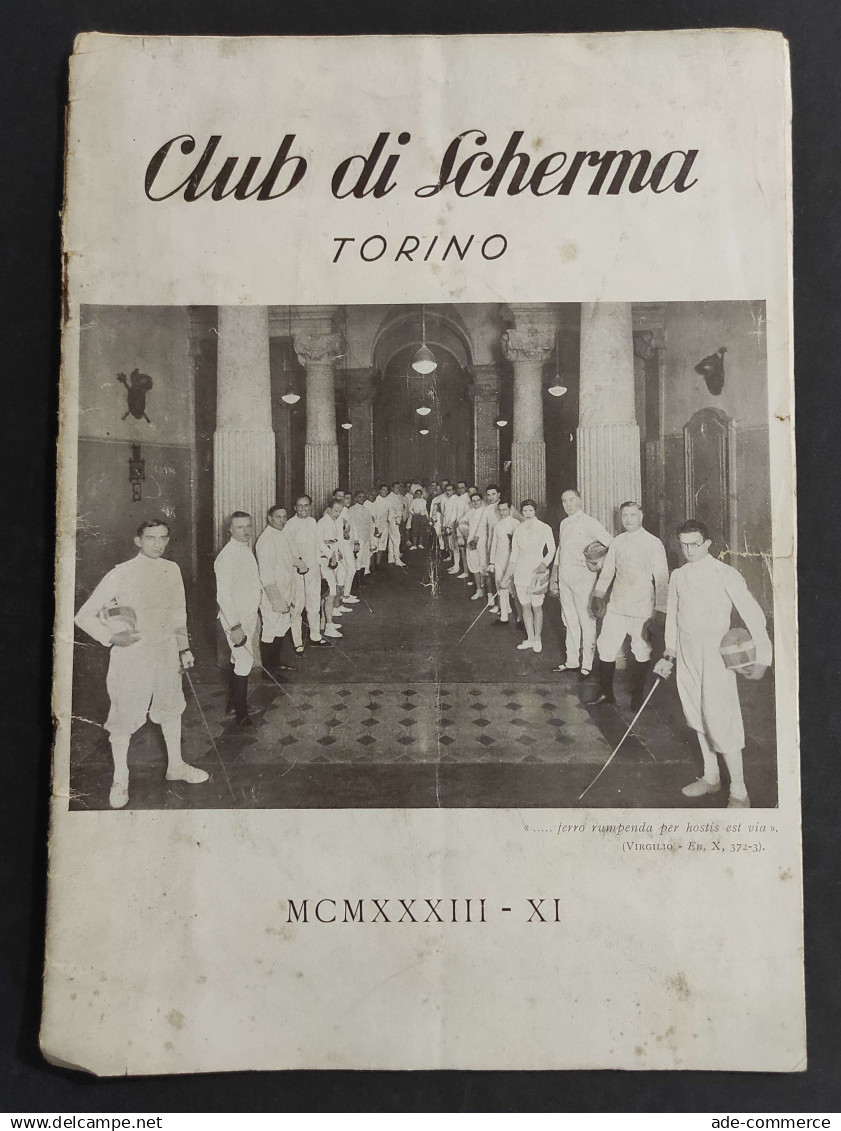 Club di Scherma
TORINO
«..... ferro rumpenda per hostis est via».
(VIRGILIO - En, X, 372-3).
MCMXXXIII - XI
delcampe.net
ade-commerce